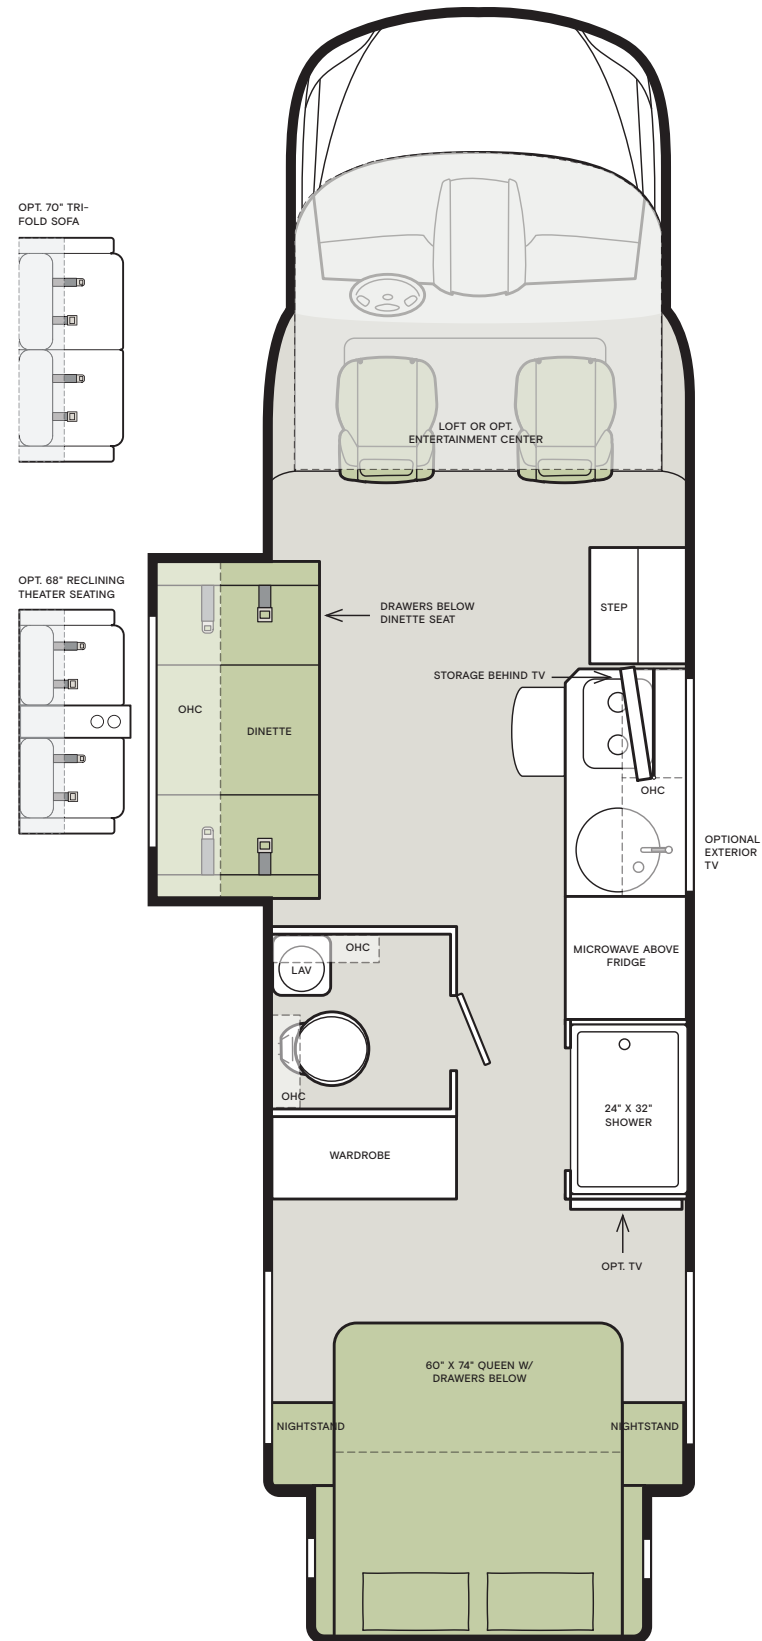 OPT. 70" TRI-
FOLD SOFA
LOFT OR OPT.
ENTERTAINMENT CENTER
OPT. 68" RECLINING
THEATER SEATING
DRAWERS BELOW
DINETTE SEAT
STEP
STORAGE BEHIND TV
OHC
DINETTE
OHC
OPTIONAL
EXTERIOR
TV
MICROWAVE ABOVE
FRIDGE
OHC
LAV
OHC
24" X 32"
SHOWER
WARDROBE
OPT. TV
60" X 74" QUEEN W/
DRAWERS BELOW
NIGHTSTAND
NIGHTSTAND